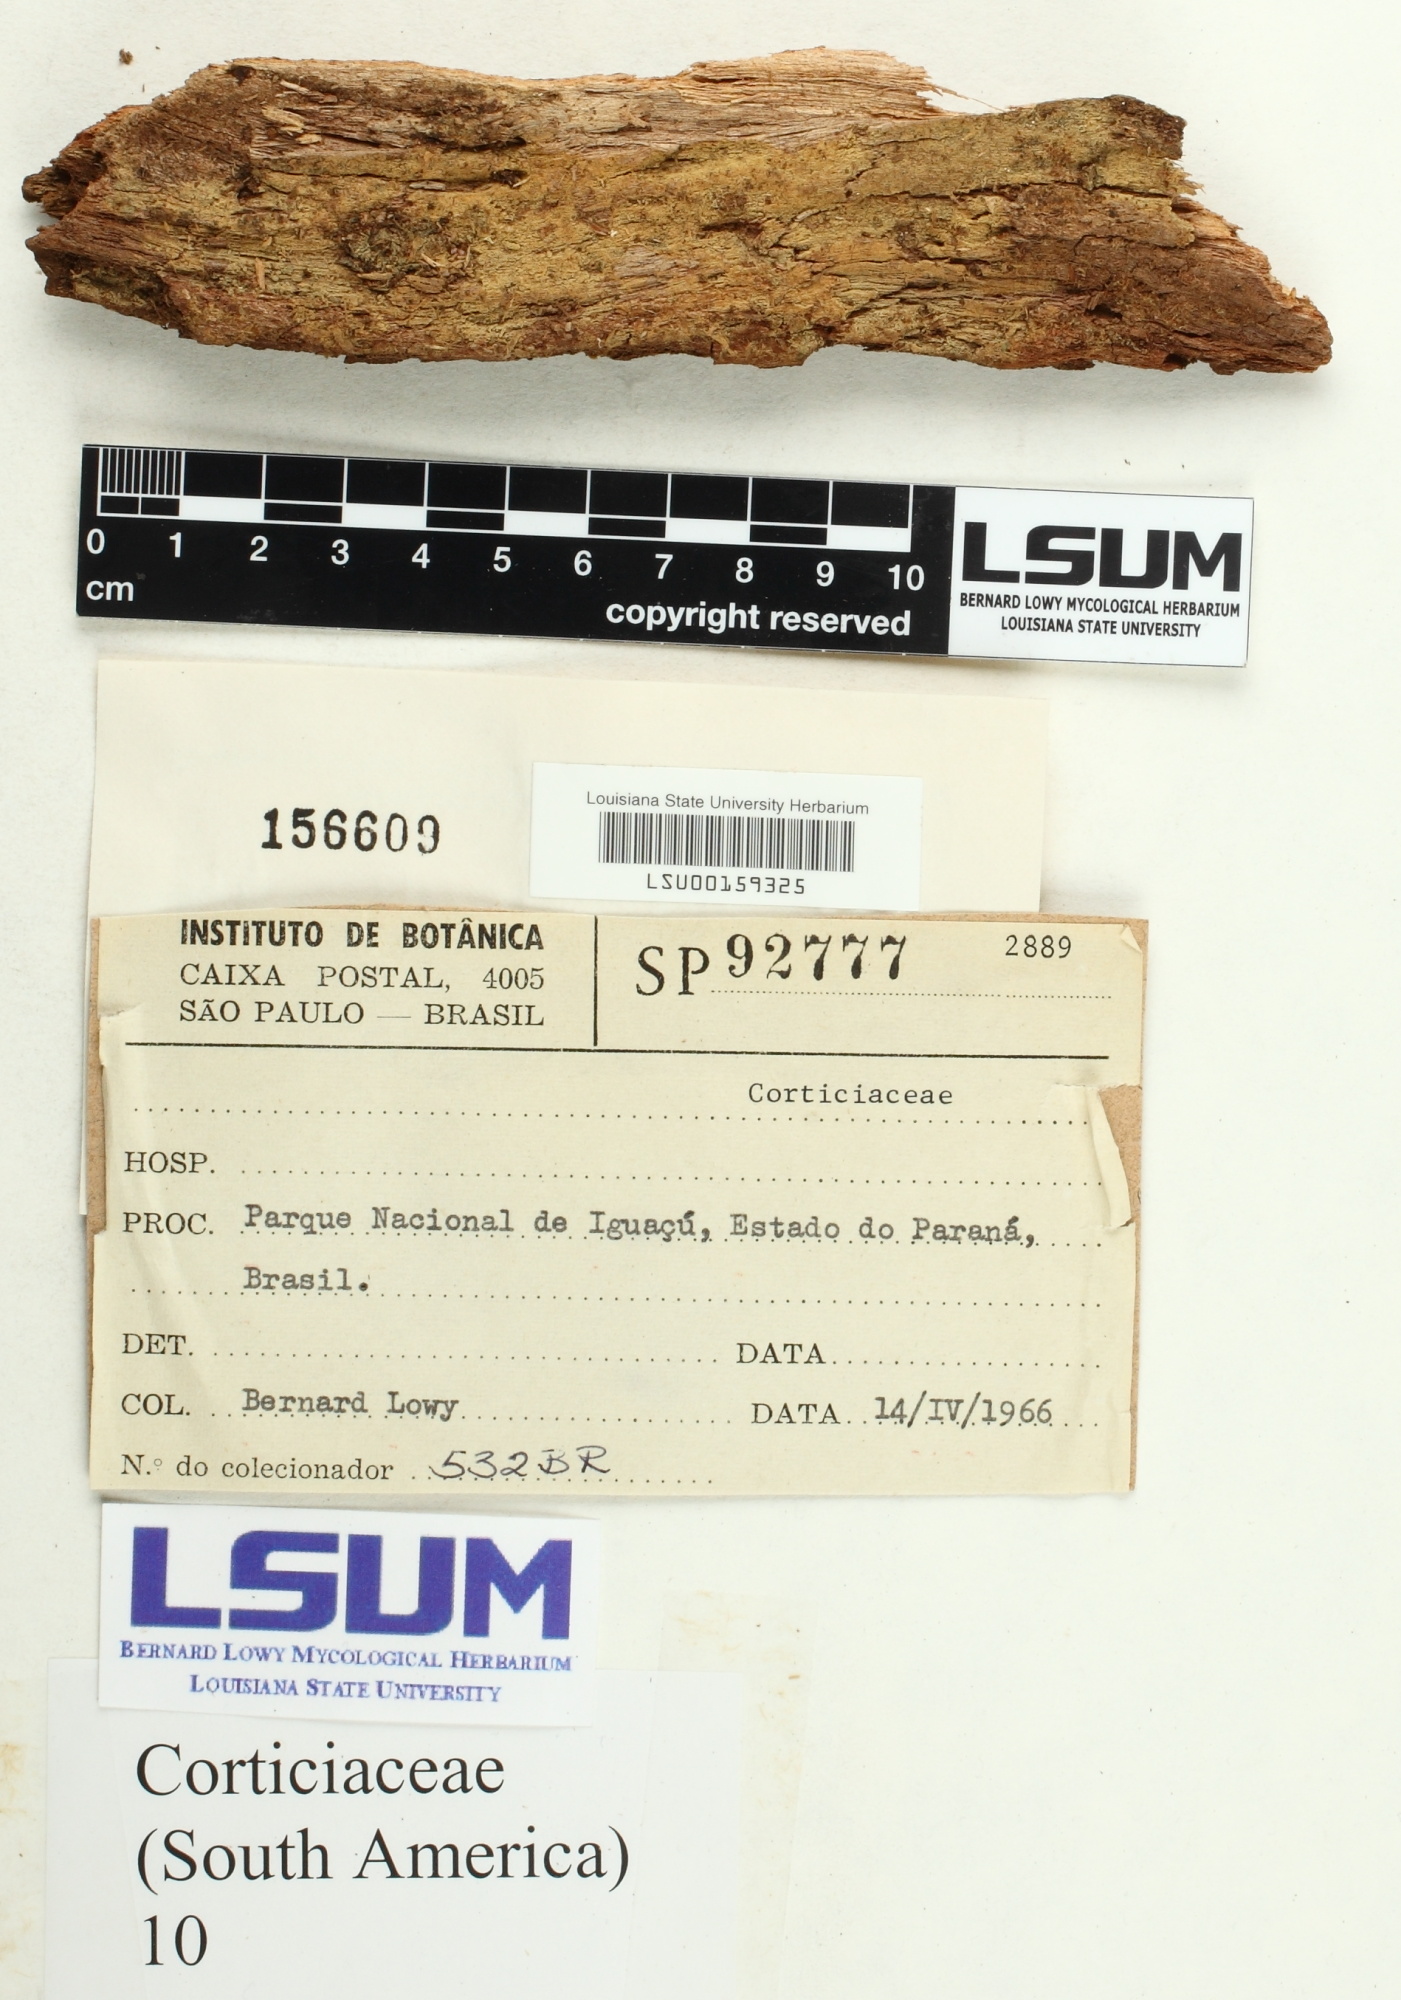 0 1 2 3 4 5 6 7 8 9 10
cm
copyright reserved
LSUM
BERNARD LOWY MYCOLOGICAL HERBARIUM
LOUISIANA STATE UNIVERSITY
156609
Louisiana State University Herbarium
LSU00159325
INSTITUTO DE BOTÂNICA
CAIXA POSTAL, 4005
SÃO PAULO — BRASIL
SP 92777 2889
Corticiaceae
HOSP.
PROC. Parque Nacional de Iguaçú, Estado do Paraná,
Brasil.
DET. DATA
COL. Bernard Lowy DATA 14/IV/1966
N.º do colecionador 532BR
LSUM
BERNARD LOWY MYCOLOGICAL HERBARIUM
LOUISIANA STATE UNIVERSITY
Corticiaceae
(South America)
10